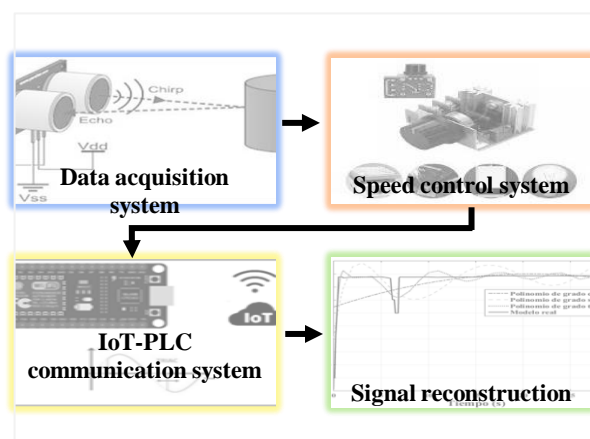 Chirp
Echo
Vdd
Vss
Data acquisition
system
Speed control system
IoT
IoT-PLC
communication system
Polinomio de grado
Polinomio de grado
Polinomio de grado
Modelo real
Signal reconstruction
0
Tiempo (s)